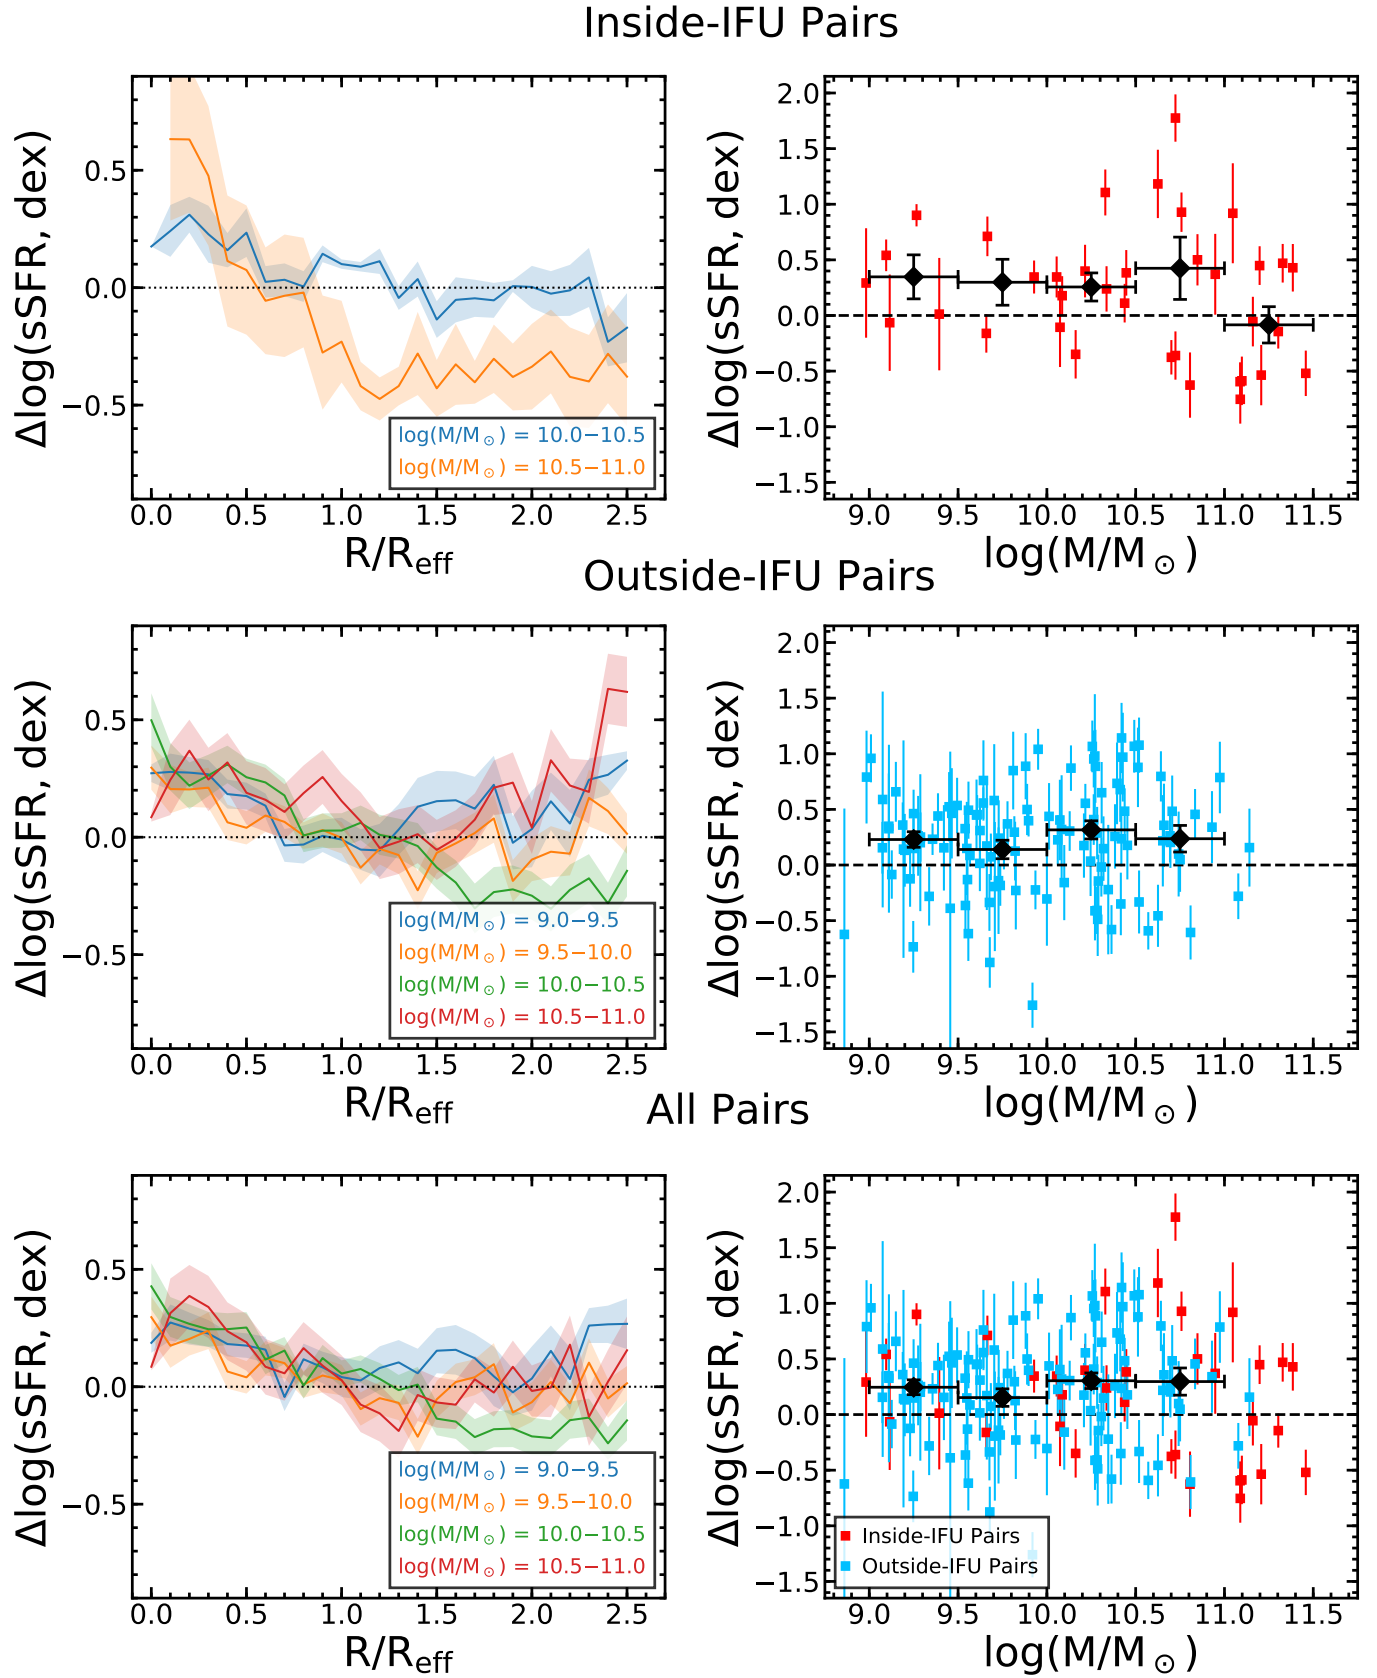 Inside-IFU Pairs
Δlog(sSFR, dex)
0.5
0.0
−0.5
0.0 0.5 1.0 1.5 2.0 2.5
R/R_eff
log(M/M⊙) = 10.0−10.5
log(M/M⊙) = 10.5−11.0
Δlog(sSFR, dex)
2.0
1.5
1.0
0.5
0.0
−0.5
−1.0
−1.5
9.0 9.5 10.0 10.5 11.0 11.5
log(M/M⊙)
Outside-IFU Pairs
Δlog(sSFR, dex)
0.5
0.0
−0.5
0.0 0.5 1.0 1.5 2.0 2.5
R/R_eff
log(M/M⊙) = 9.0−9.5
log(M/M⊙) = 9.5−10.0
log(M/M⊙) = 10.0−10.5
log(M/M⊙) = 10.5−11.0
Δlog(sSFR, dex)
2.0
1.5
1.0
0.5
0.0
−0.5
−1.0
−1.5
9.0 9.5 10.0 10.5 11.0 11.5
log(M/M⊙)
All Pairs
Δlog(sSFR, dex)
0.5
0.0
−0.5
0.0 0.5 1.0 1.5 2.0 2.5
R/R_eff
log(M/M⊙) = 9.0−9.5
log(M/M⊙) = 9.5−10.0
log(M/M⊙) = 10.0−10.5
log(M/M⊙) = 10.5−11.0
Δlog(sSFR, dex)
2.0
1.5
1.0
0.5
0.0
−0.5
−1.0
−1.5
9.0 9.5 10.0 10.5 11.0 11.5
log(M/M⊙)
Inside-IFU Pairs
Outside-IFU Pairs